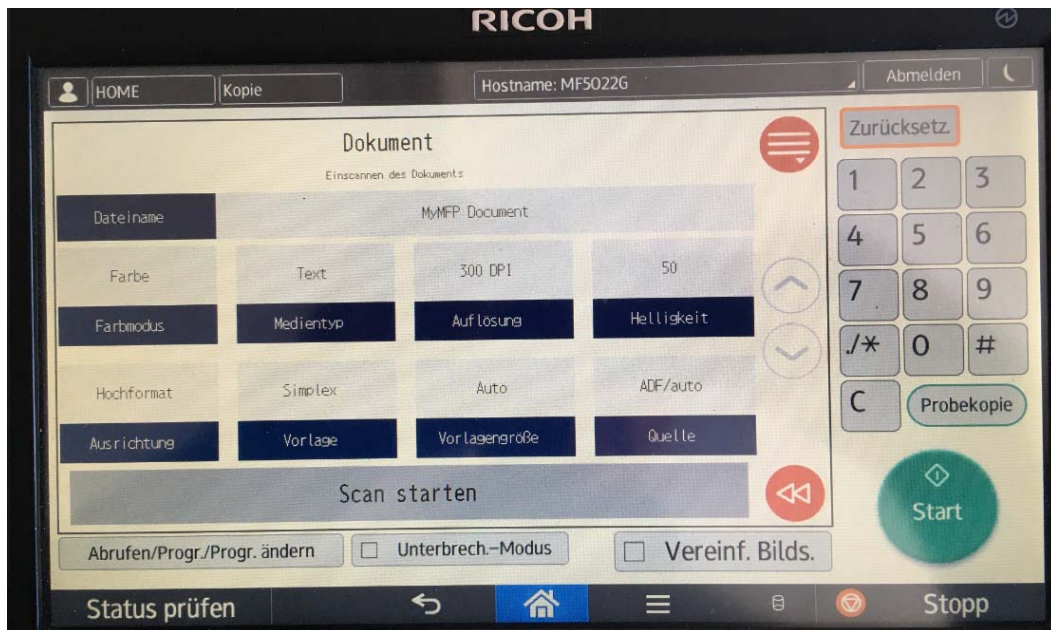 RICOH
HOME
Kopie
Hostname: MF5022G
Abmelden
Dokument
Einscannen des Dokuments
Zurücksetz.
Dateiname
MyMFP Document
Farbe
Text
300 DPI
50
Farbmodus
Medientyp
Auflösung
Helligkeit
Hochformat
Simplex
Auto
ADF/auto
Ausrichtung
Vorlage
Vorlagengröße
Quelle
Scan starten
1 2 3
4 5 6
7 8 9
./* 0 #
C
Probekopie
Start
Abrufen/Progr./Progr. ändern
Unterbrech.-Modus
Vereinf. Bilds.
Status prüfen
Stopp